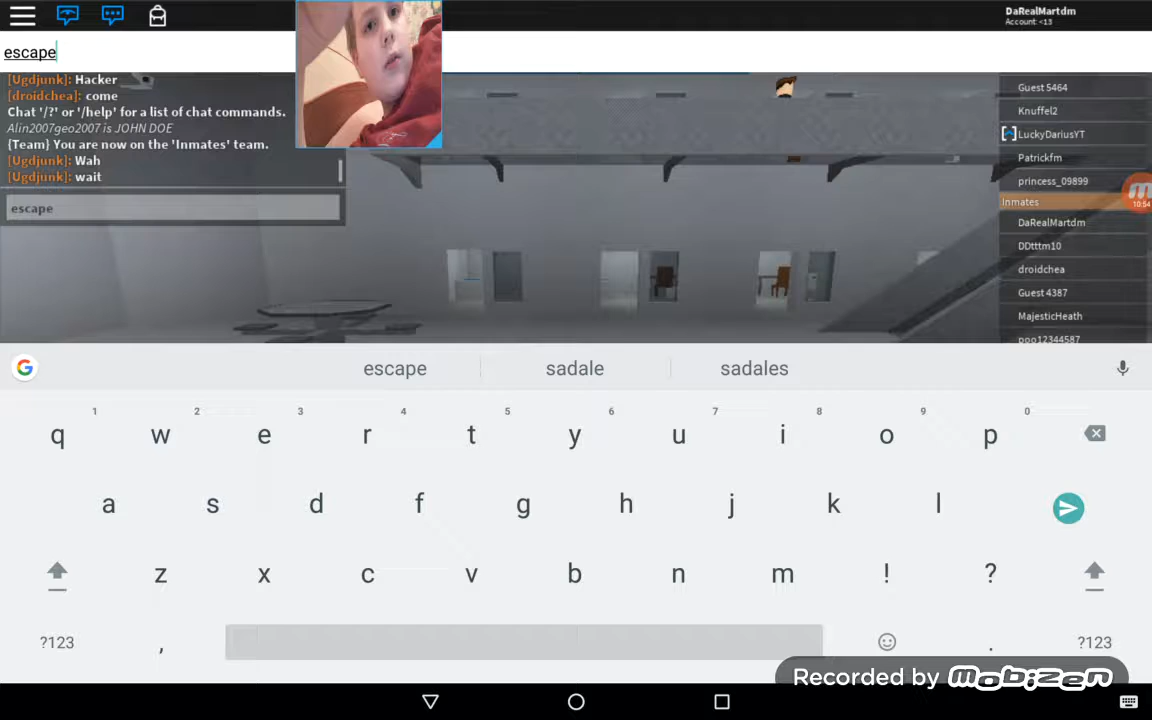 DaRealMartdm
Account: <13
escape
[Ugdjunk]: Hacker
[droidchea]: come
Chat '/?' or '/help' for a list of chat commands.
Alin2007geo2007 is JOHN DOE
{Team} You are now on the 'Inmates' team.
[Ugdjunk]: Wah
[Ugdjunk]: wait
escape
Guest 5464
Knuffel2
LuckyDariusYT
Patrickfm
princess_09899
Inmates
DaRealMartdm
DDtttm10
droidchea
Guest 4387
MajesticHeath
poo12344587
10:54
G
escape sadale sadales
1 2 3 4 5 6 7 8 9 0
q w e r t y u i o p
a s d f g h j k l
z x c v b n m ! ?
?123 , . ?123
Recorded by Mobizen